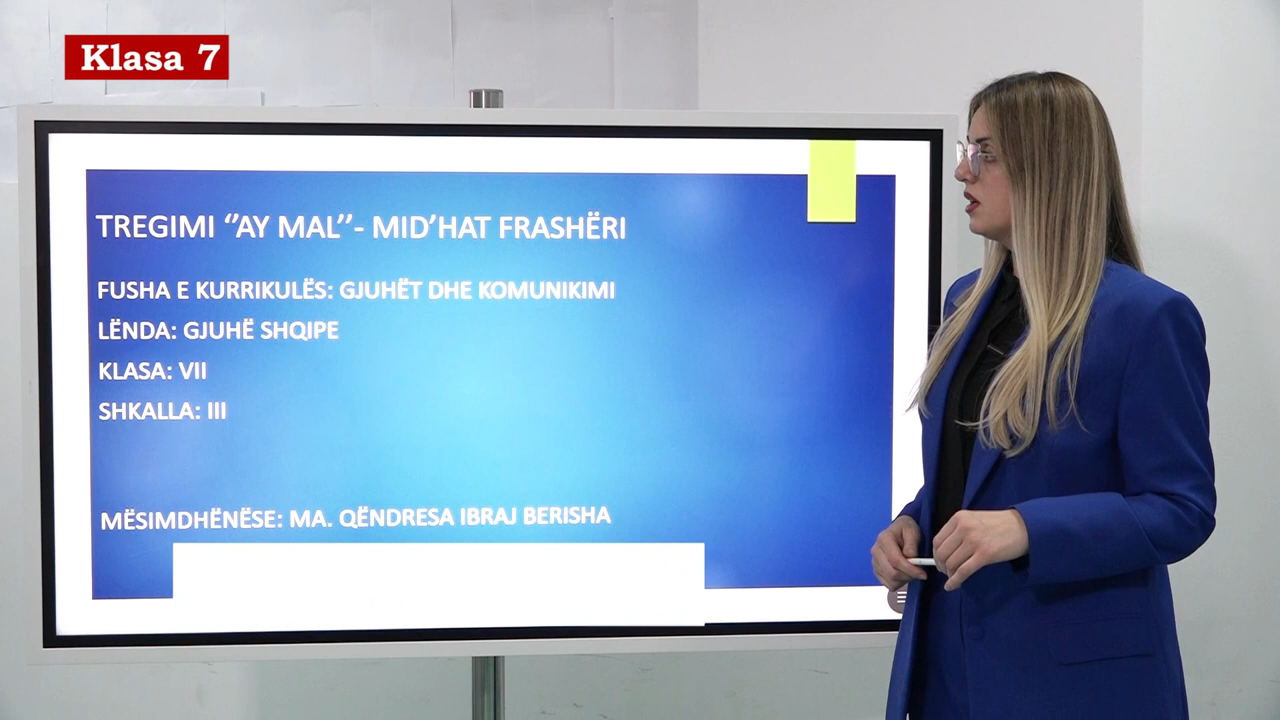 Klasa 7
TREGIMI ‘’AY MAL’’- MID’HAT FRASHËRI
FUSHA E KURRIKULËS: GJUHËT DHE KOMUNIKIMI
LËNDA: GJUHË SHQIPE
KLASA: VII
SHKALLA: III
MËSIMDHËNËSE: MA. QËNDRESA IBRAJ BERISHA